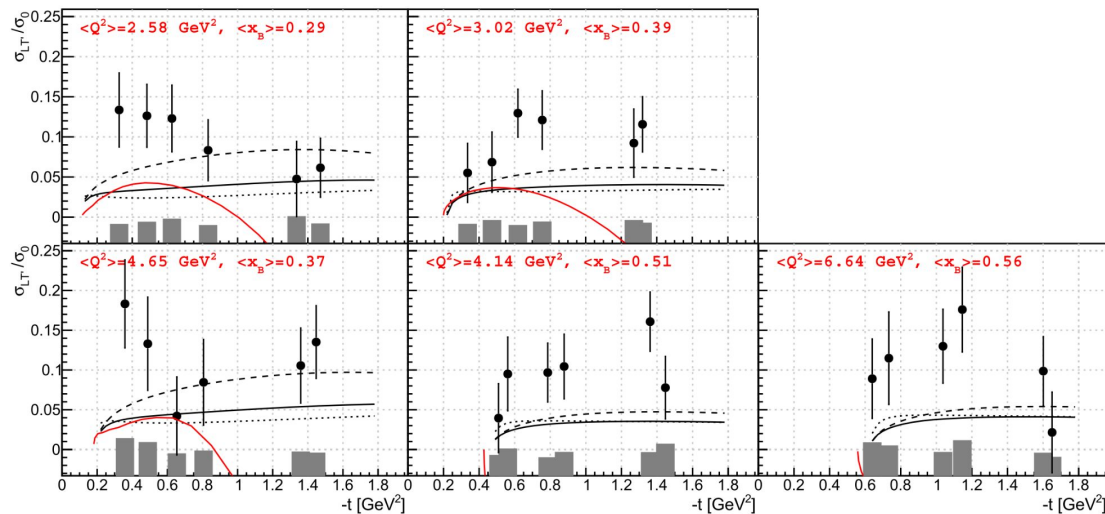 σ_LT'/σ_0
0.25
0.2
0.15
0.1
0.05
0
<Q²>=2.58 GeV², <x_B>=0.29
<Q²>=3.02 GeV², <x_B>=0.39
σ_LT'/σ_0
0.25
0.2
0.15
0.1
0.05
0
<Q²>=4.65 GeV², <x_B>=0.37
<Q²>=4.14 GeV², <x_B>=0.51
<Q²>=6.64 GeV², <x_B>=0.56
0 0.2 0.4 0.6 0.8 1 1.2 1.4 1.6 1.8 0 0.2 0.4 0.6 0.8 1 1.2 1.4 1.6 1.8 0 0.2 0.4 0.6 0.8 1 1.2 1.4 1.6 1.8 2
-t [GeV²] -t [GeV²] -t [GeV²]